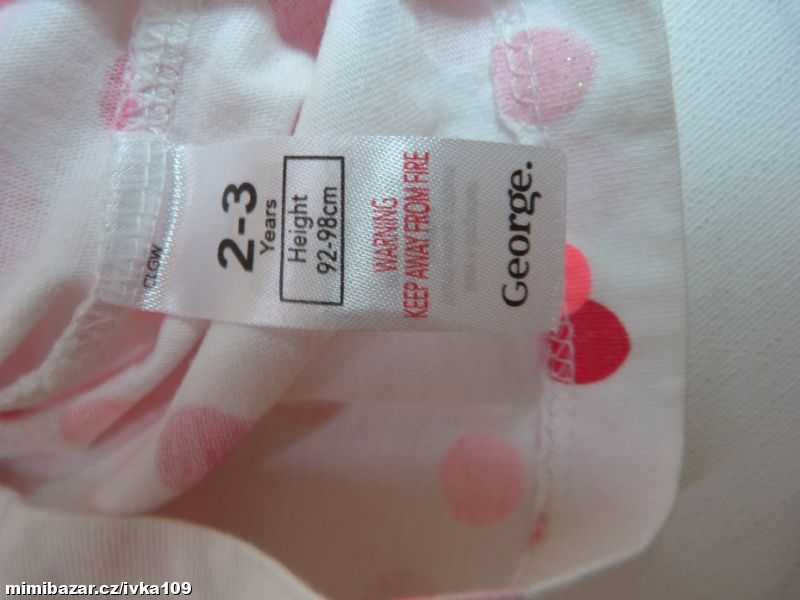 George.
WARNING
KEEP AWAY FROM FIRE
Height
92-98cm
2-3
Years
CLGW
mimibazar.cz/ivka109